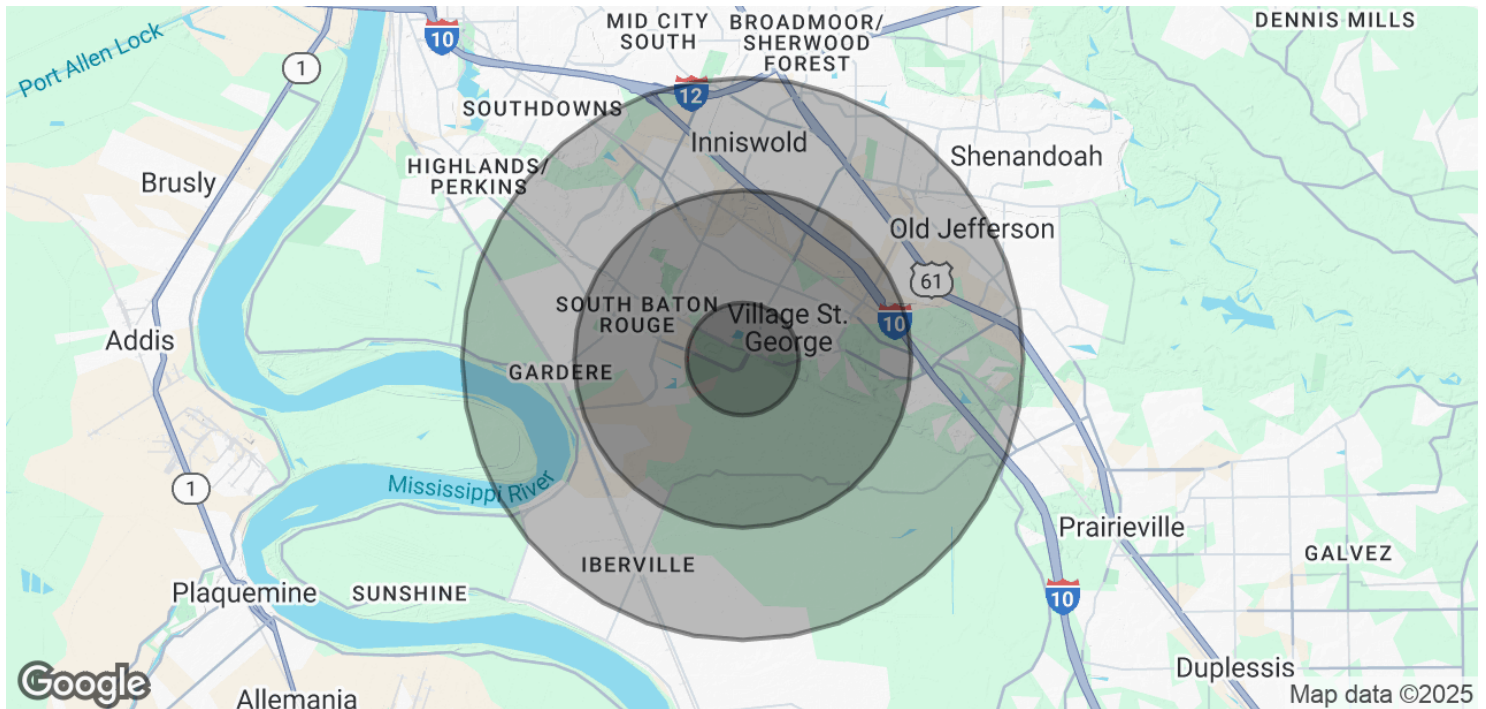 Port Allen Lock
1
10
MID CITY
SOUTH
BROADMOOR/
SHERWOOD
FOREST
DENNIS MILLS
12
SOUTHDOWNS
Inniswold
Shenandoah
HIGHLANDS/
PERKINS
Brusly
Old Jefferson
61
SOUTH BATON
ROUGE
Village St.
George
10
Addis
GARDERE
1
Mississippi River
Prairieville
GALVEZ
IBERVILLE
Plaquemine
SUNSHINE
10
Duplessis
Google
Allemania
Map data ©2025